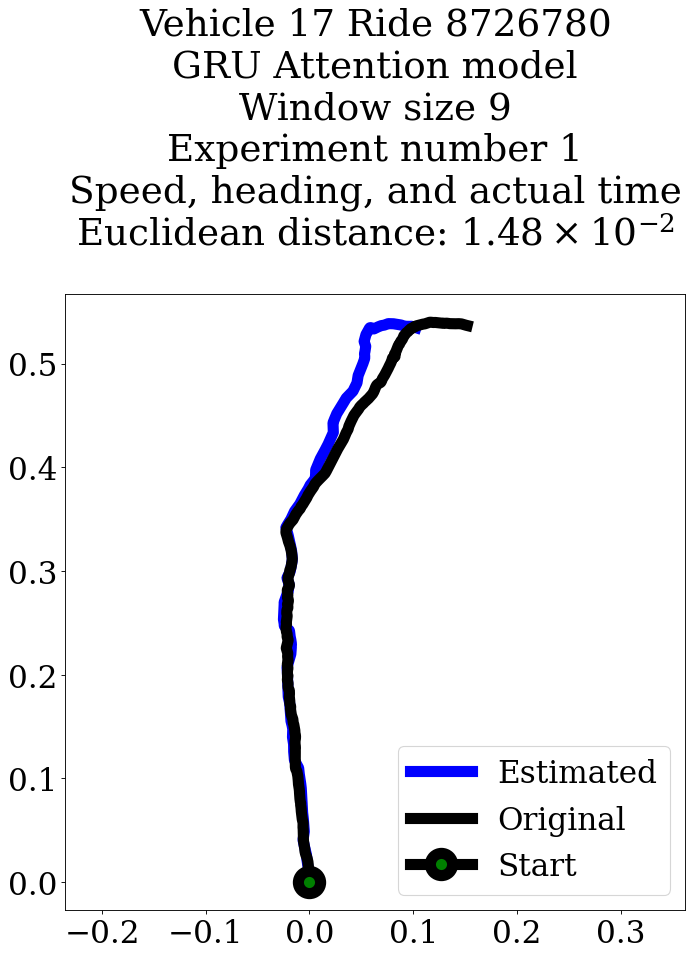 Vehicle 17 Ride 8726780
GRU Attention model
Window size 9
Experiment number 1
Speed, heading, and actual time
Euclidean distance: 1.48 × 10⁻²
0.5
0.4
0.3
0.2
0.1
0.0
Estimated
Original
Start
−0.2 −0.1 0.0 0.1 0.2 0.3